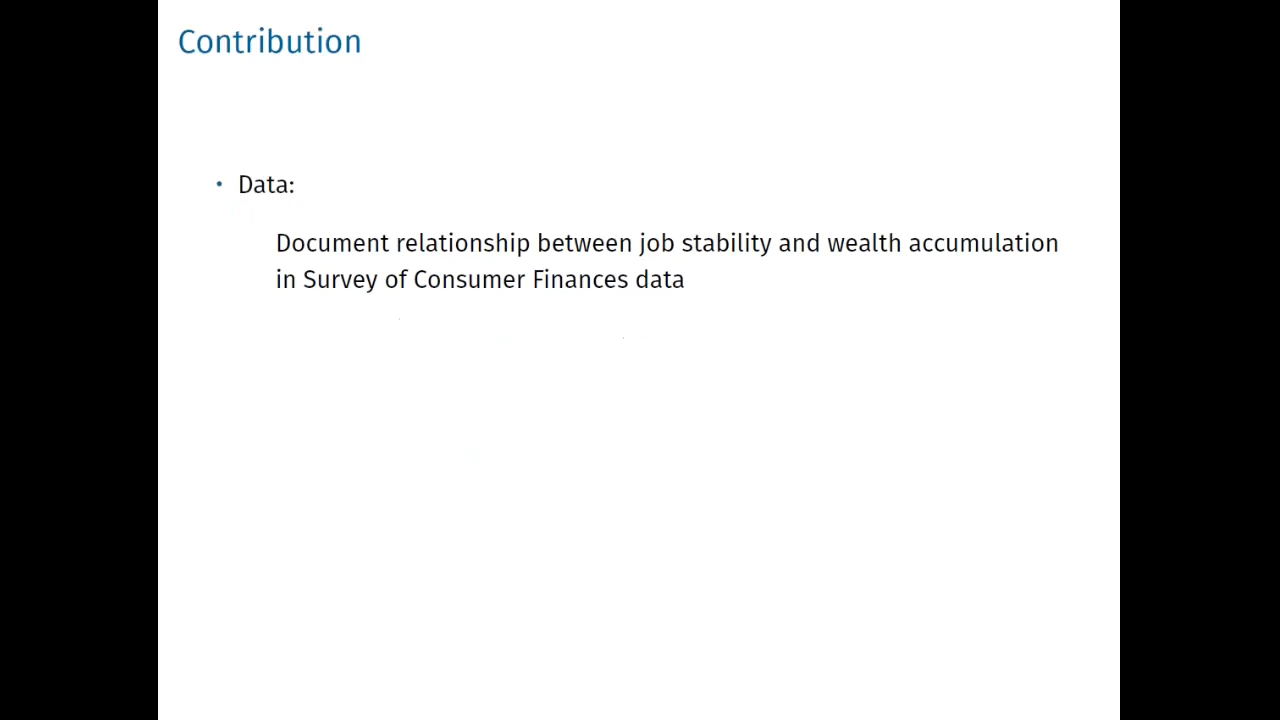 Contribution
• Data:
Document relationship between job stability and wealth accumulation
in Survey of Consumer Finances data